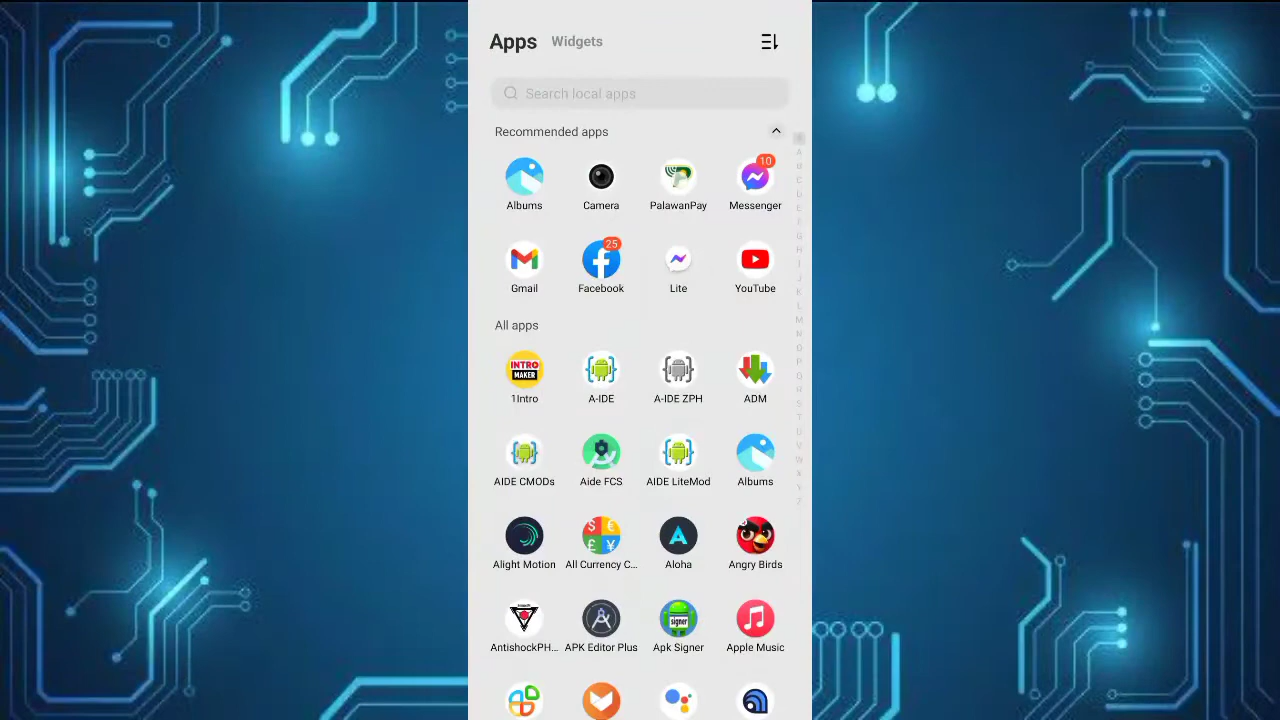 Apps Widgets
Search local apps
Recommended apps
10
Albums Camera PalawanPay Messenger
25
Gmail Facebook Lite YouTube
All apps
INTRO
MAKER
1Intro A-IDE A-IDE ZPH ADM
AIDE CMODs Aide FCS AIDE LiteMod Albums
$ €
£ ¥
Alight Motion All Currency C... Aloha Angry Birds
signer
AntishockPH... APK Editor Plus Apk Signer Apple Music